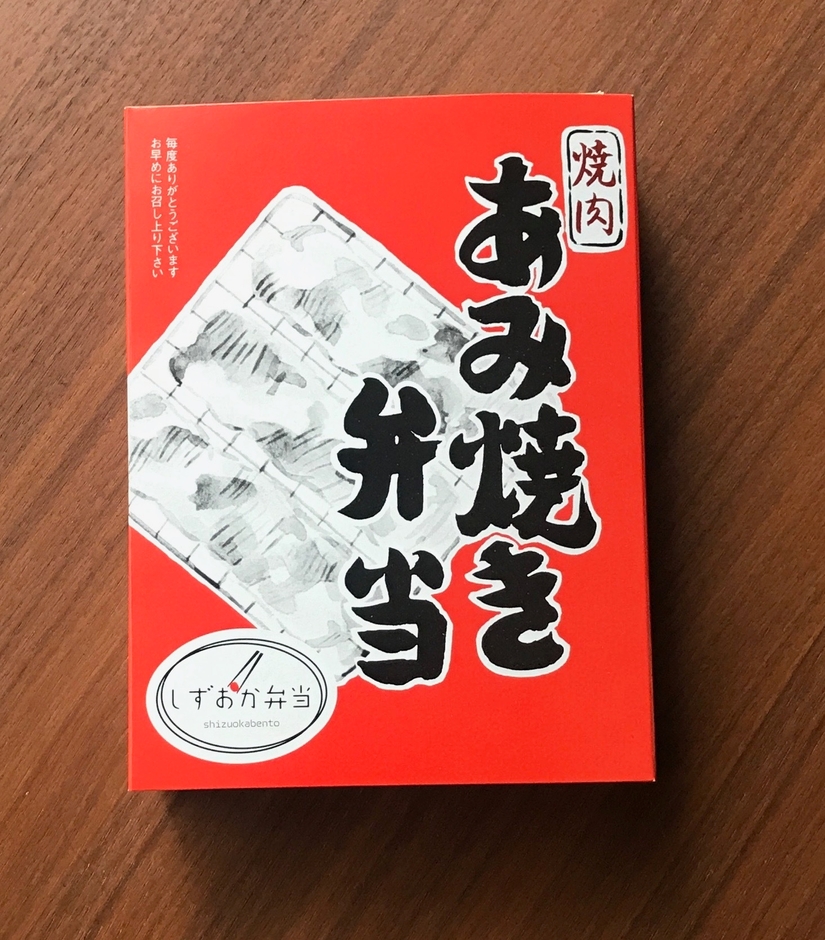 焼肉
あみ焼き
弁当
毎度ありがとうございます
お早めにお召し上り下さい
しずおか弁当
shizuokabento